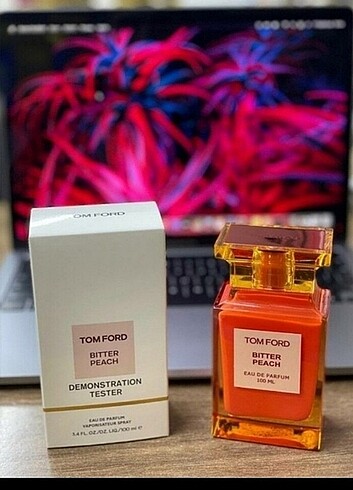 TOM FORD
TOM FORD
BITTER
PEACH
DEMONSTRATION
TESTER
EAU DE PARFUM
VAPORISATEUR SPRAY
3.4 FL. OZ./OZ. LIQ./100 ml e
TOM FORD
BITTER
PEACH
EAU DE PARFUM
100 ML